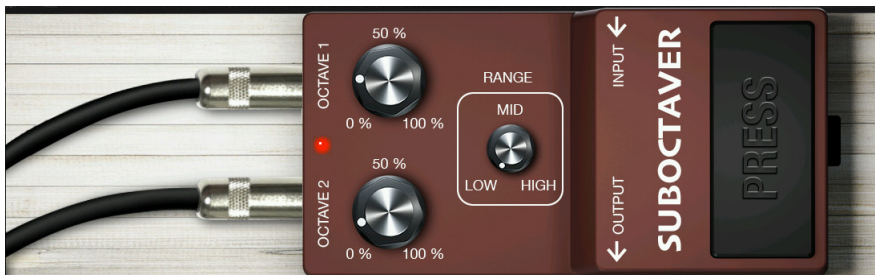 OCTAVE 1
50 %
0 %
100 %
OCTAVE 2
50 %
0 %
100 %
RANGE
MID
LOW
HIGH
INPUT
OUTPUT
SUBOCTAVER
PRESS